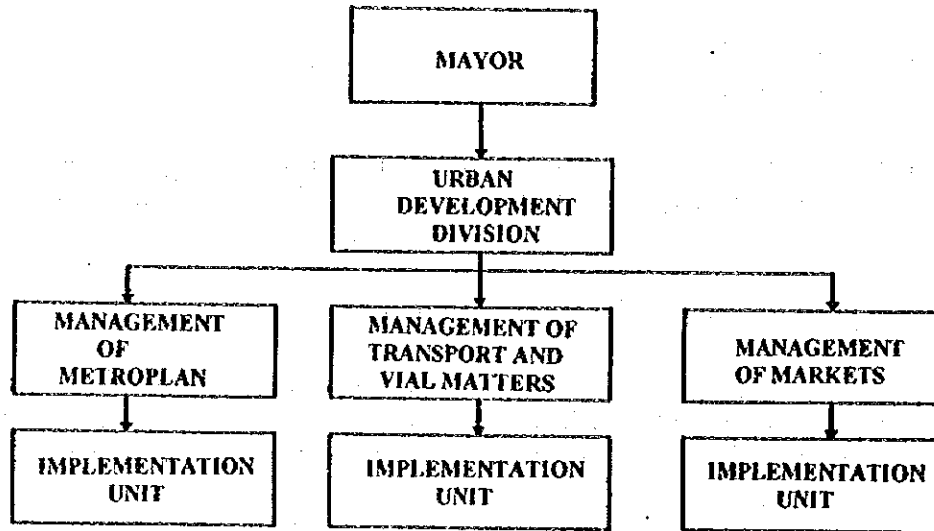 MAYOR
URBAN
DEVELOPMENT
DIVISION
MANAGEMENT
OF
METROPLAN
MANAGEMENT OF
TRANSPORT AND
VIAL MATTERS
MANAGEMENT
OF MARKETS
IMPLEMENTATION
UNIT
IMPLEMENTATION
UNIT
IMPLEMENTATION
UNIT